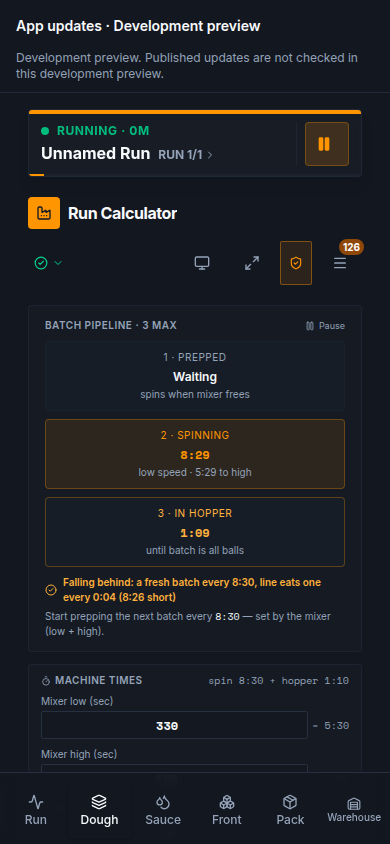 App updates · Development preview
Development preview. Published updates are not checked in
this development preview.
RUNNING · 0M
Unnamed Run RUN 1/1 >
Run Calculator
126
BATCH PIPELINE · 3 MAX Pause
1 · PREPPED
Waiting
spins when mixer frees
2 · SPINNING
8:29
low speed · 5:29 to high
3 · IN HOPPER
1:09
until batch is all balls
Falling behind: a fresh batch every 8:30, line eats one
every 0:04 (8:26 short)
Start prepping the next batch every 8:30 — set by the mixer
(low + high).
MACHINE TIMES spin 8:30 + hopper 1:10
Mixer low (sec)
330 = 5:30
Mixer high (sec)
Run Dough Sauce Front Pack Warehouse